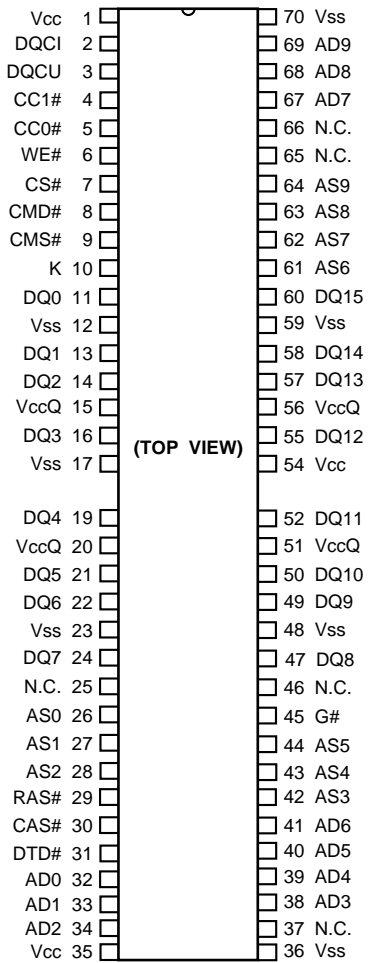 Vcc 1 70 Vss
DQCI 2 69 AD9
DQCU 3 68 AD8
CC1# 4 67 AD7
CC0# 5 66 N.C.
WE# 6 65 N.C.
CS# 7 64 AS9
CMD# 8 63 AS8
CMS# 9 62 AS7
K 10 61 AS6
DQ0 11 60 DQ15
Vss 12 59 Vss
DQ1 13 58 DQ14
DQ2 14 57 DQ13
VccQ 15 56 VccQ
DQ3 16 55 DQ12
(TOP VIEW)
Vss 17 54 Vcc
DQ4 19 52 DQ11
VccQ 20 51 VccQ
DQ5 21 50 DQ10
DQ6 22 49 DQ9
Vss 23 48 Vss
DQ7 24 47 DQ8
N.C. 25 46 N.C.
AS0 26 45 G#
AS1 27 44 AS5
AS2 28 43 AS4
RAS# 29 42 AS3
CAS# 30 41 AD6
DTD# 31 40 AD5
AD0 32 39 AD4
AD1 33 38 AD3
AD2 34 37 N.C.
Vcc 35 36 Vss